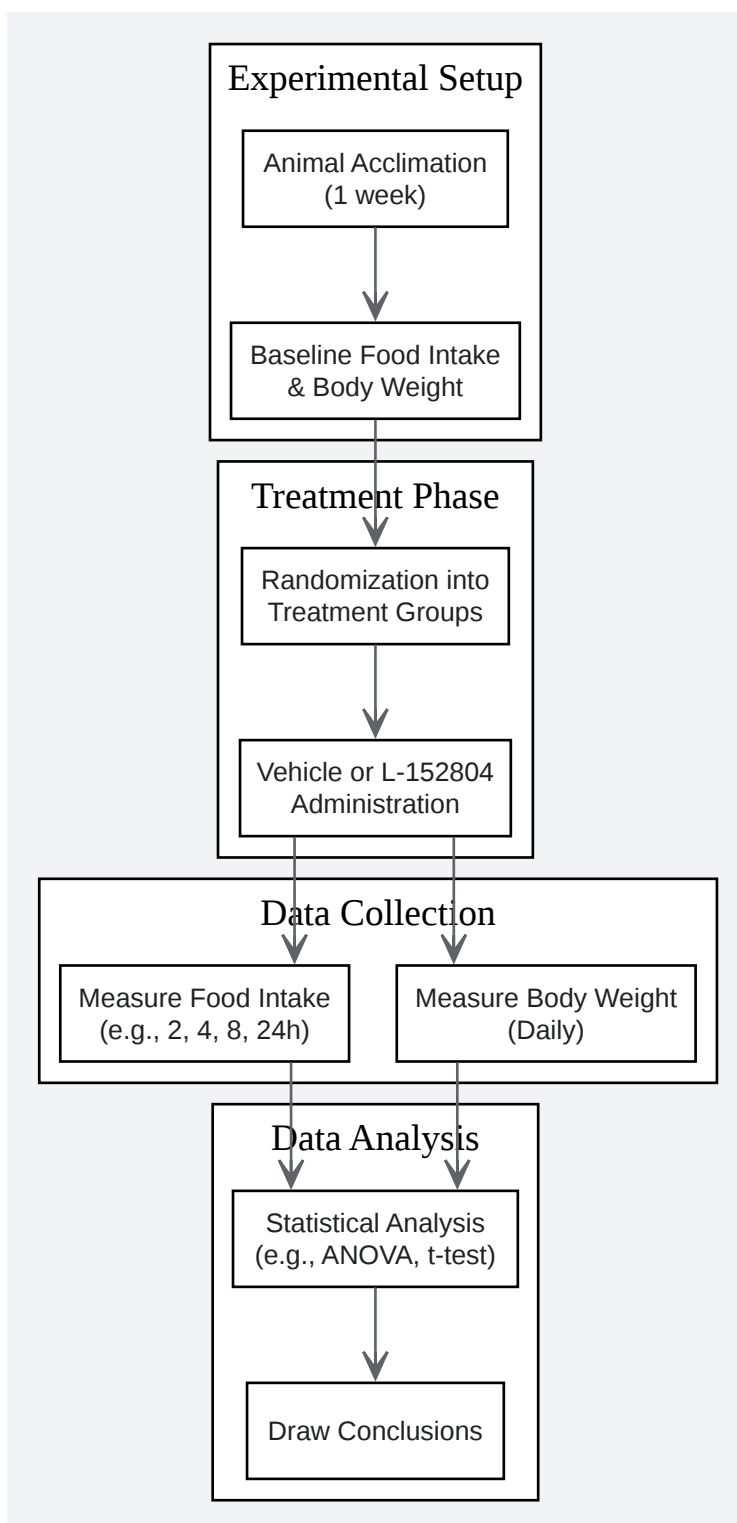 Experimental Setup
Animal Acclimation
(1 week)
Baseline Food Intake
& Body Weight
Treatment Phase
Randomization into
Treatment Groups
Vehicle or L-152804
Administration
Data Collection
Measure Food Intake
(e.g., 2, 4, 8, 24h)
Measure Body Weight
(Daily)
Data Analysis
Statistical Analysis
(e.g., ANOVA, t-test)
Draw Conclusions